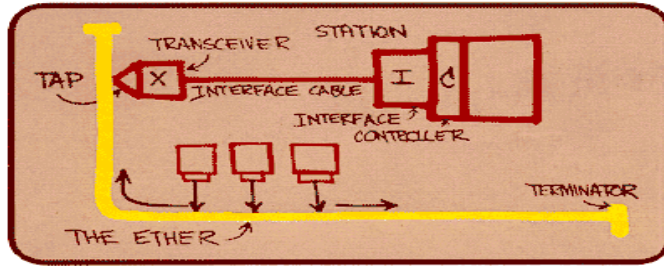 STATION
TRANSCEIVER
TAP
X
I
C
INTERFACE CABLE
INTERFACE
CONTROLLER
TERMINATOR
THE ETHER